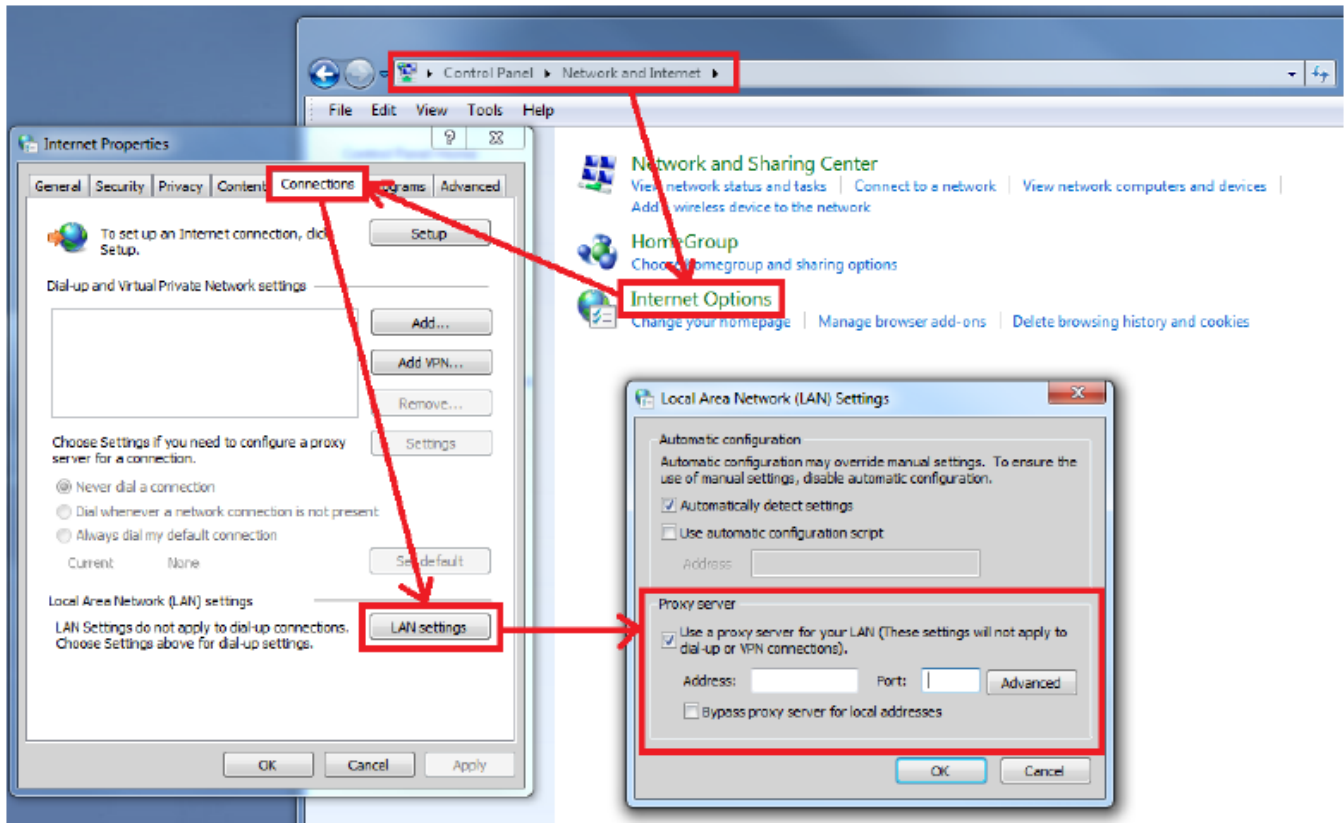 Control Panel ▸ Network and Internet ▸
File Edit View Tools Help
Internet Properties
General Security Privacy Content Connections Advanced
To set up an Internet connection, click
Setup.
Setup
Dial-up and Virtual Private Network settings
Add...
Add VPN...
Remove...
Choose Settings if you need to configure a proxy
server for a connection.
Settings
Never dial a connection
Dial whenever a network connection is not present
Always dial my default connection
Current None
Set default
Local Area Network (LAN) settings
LAN Settings do not apply to dial-up connections.
Choose Settings above for dial-up settings.
LAN settings
OK Cancel Apply
Network and Sharing Center
View network status and tasks Connect to a network View network computers and devices
Add a wireless device to the network
HomeGroup
Choose homegroup and sharing options
Internet Options
Change your homepage Manage browser add-ons Delete browsing history and cookies
Local Area Network (LAN) Settings
Automatic configuration
Automatic configuration may override manual settings. To ensure the
use of manual settings, disable automatic configuration.
Automatically detect settings
Use automatic configuration script
Address
Proxy server
Use a proxy server for your LAN (These settings will not apply to
dial-up or VPN connections).
Address: Port: Advanced
Bypass proxy server for local addresses
OK Cancel